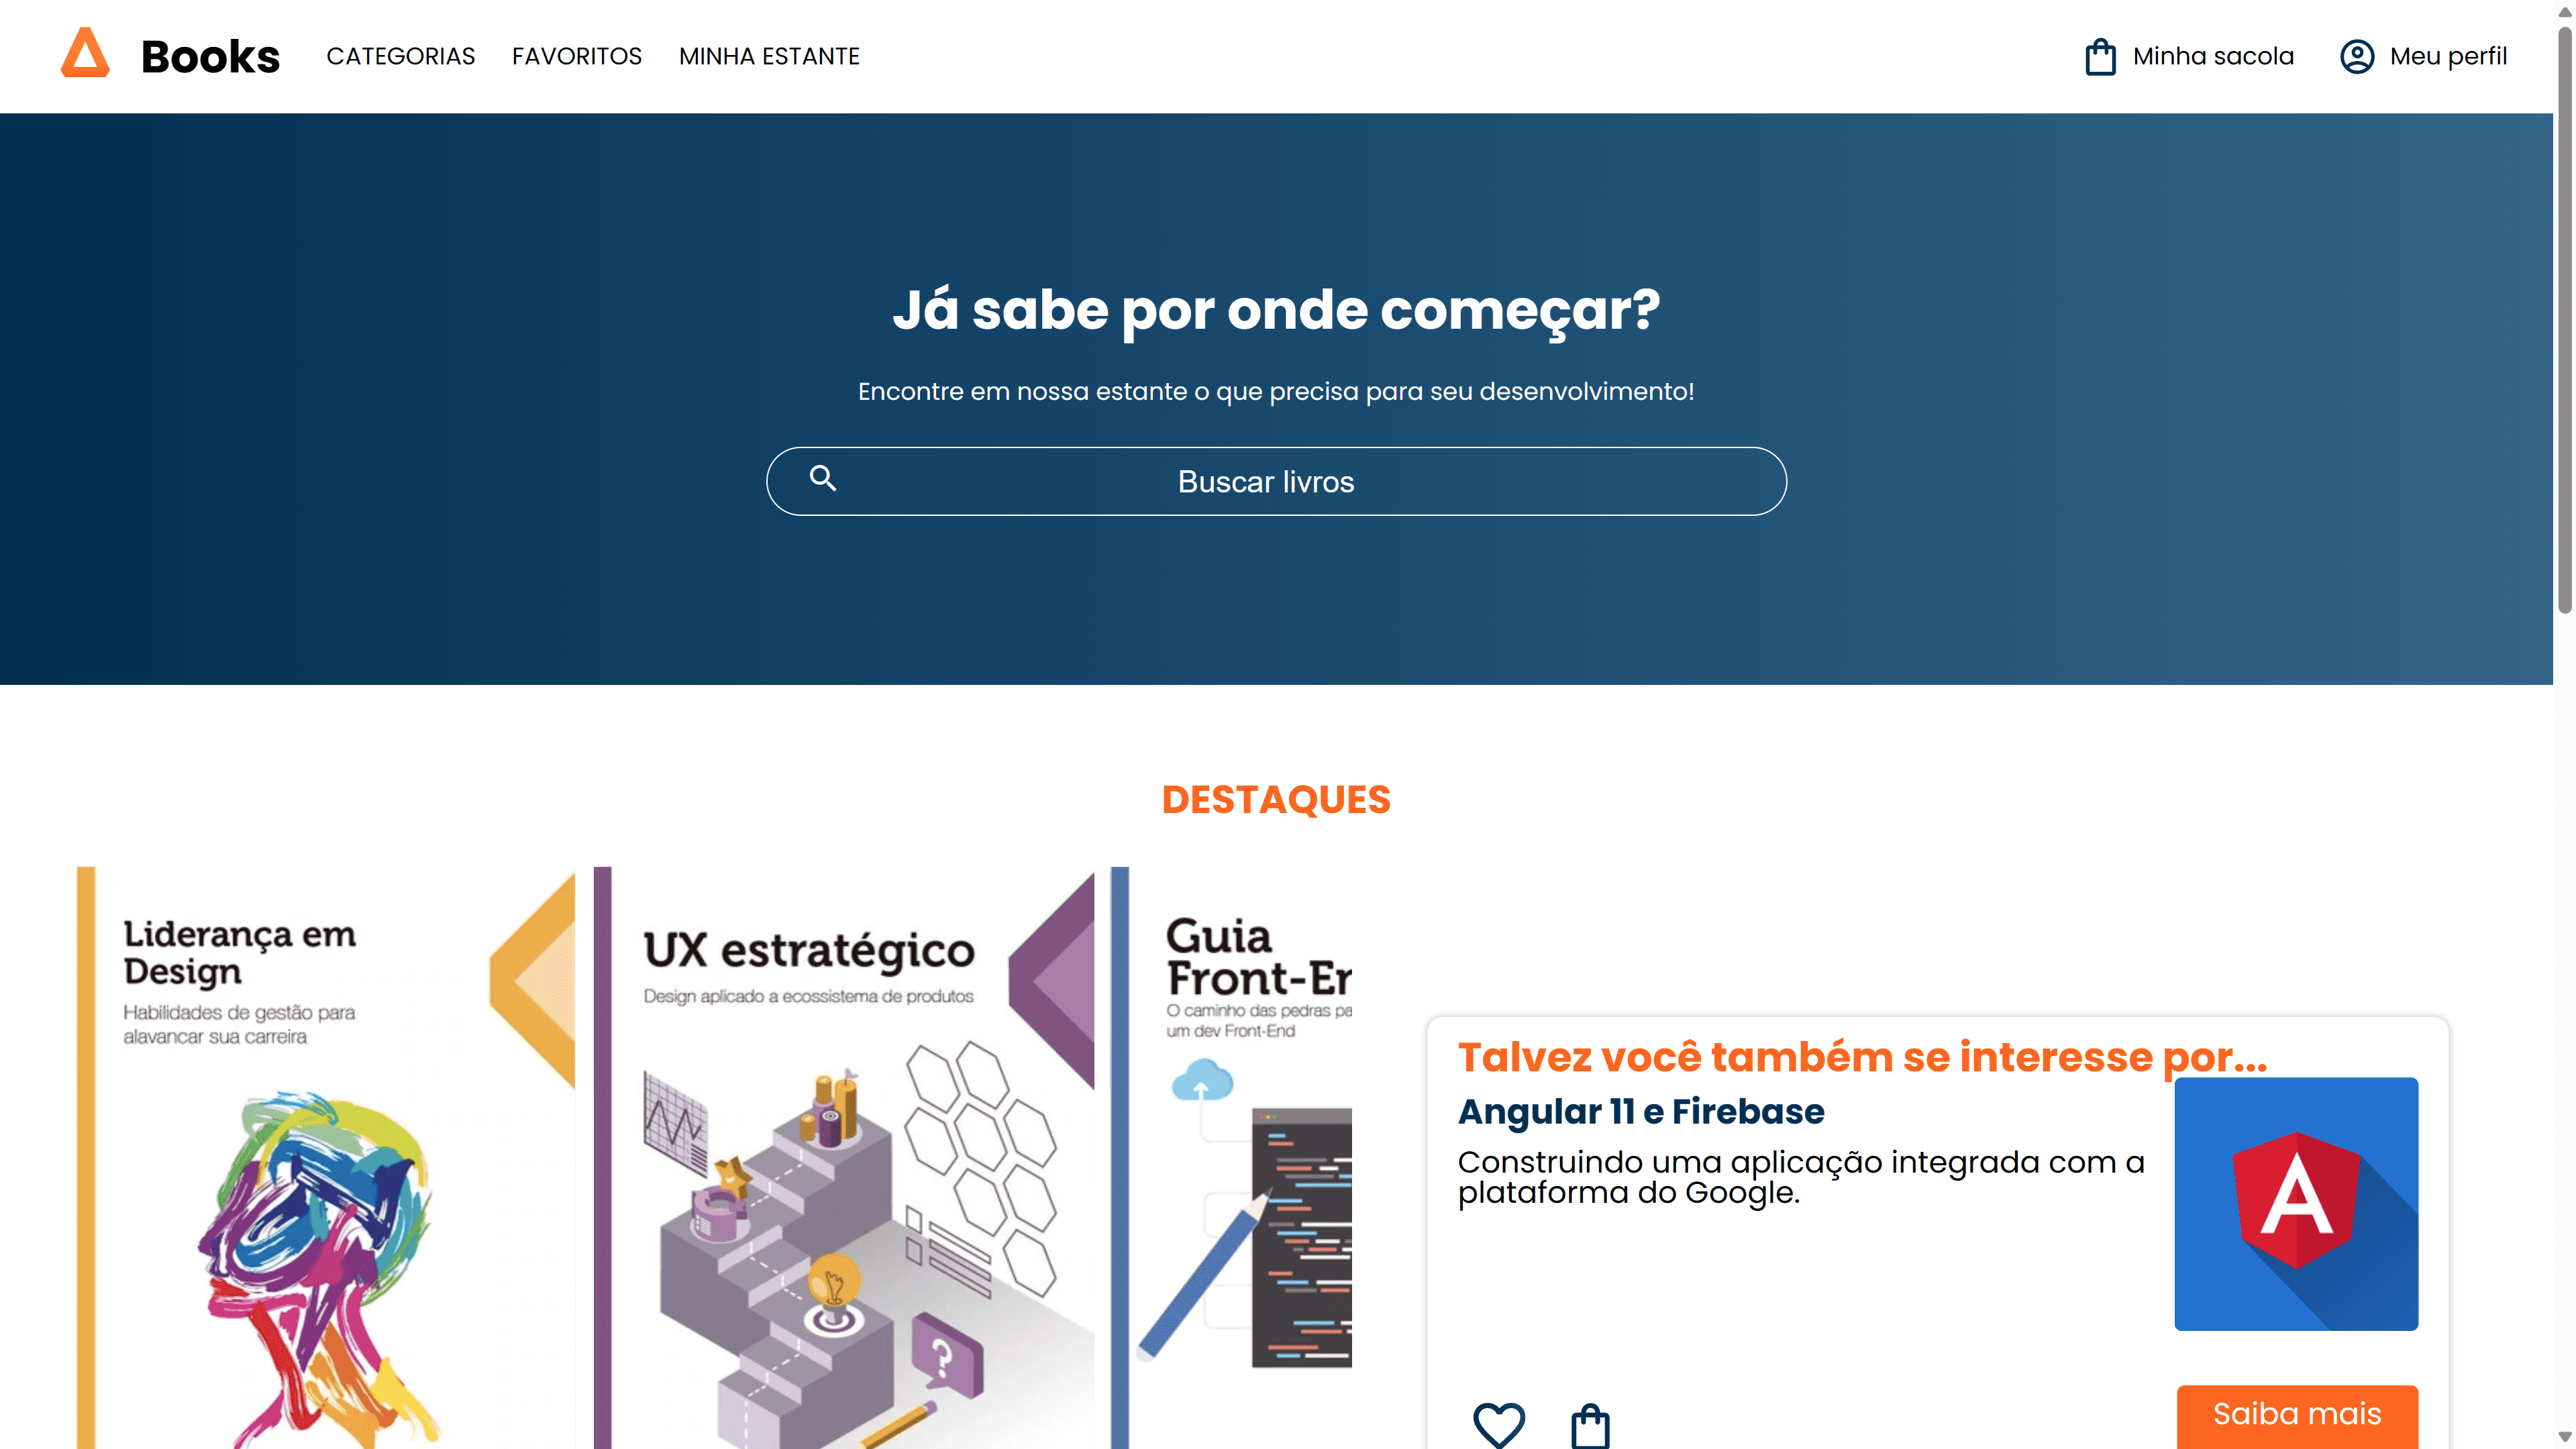 Books
CATEGORIAS
FAVORITOS
MINHA ESTANTE
Minha sacola
Meu perfil
Já sabe por onde começar?
Encontre em nossa estante o que precisa para seu desenvolvimento!
Buscar livros
DESTAQUES
Liderança em
Design
Habilidades de gestão para
alavancar sua carreira
UX estratégico
Design aplicado a ecossistema de produtos
Guia
Front-En
O caminho das pedras pa
um dev Front-End
Talvez você também se interesse por...
Angular 11 e Firebase
Construindo uma aplicação integrada com a
plataforma do Google.
Saiba mais